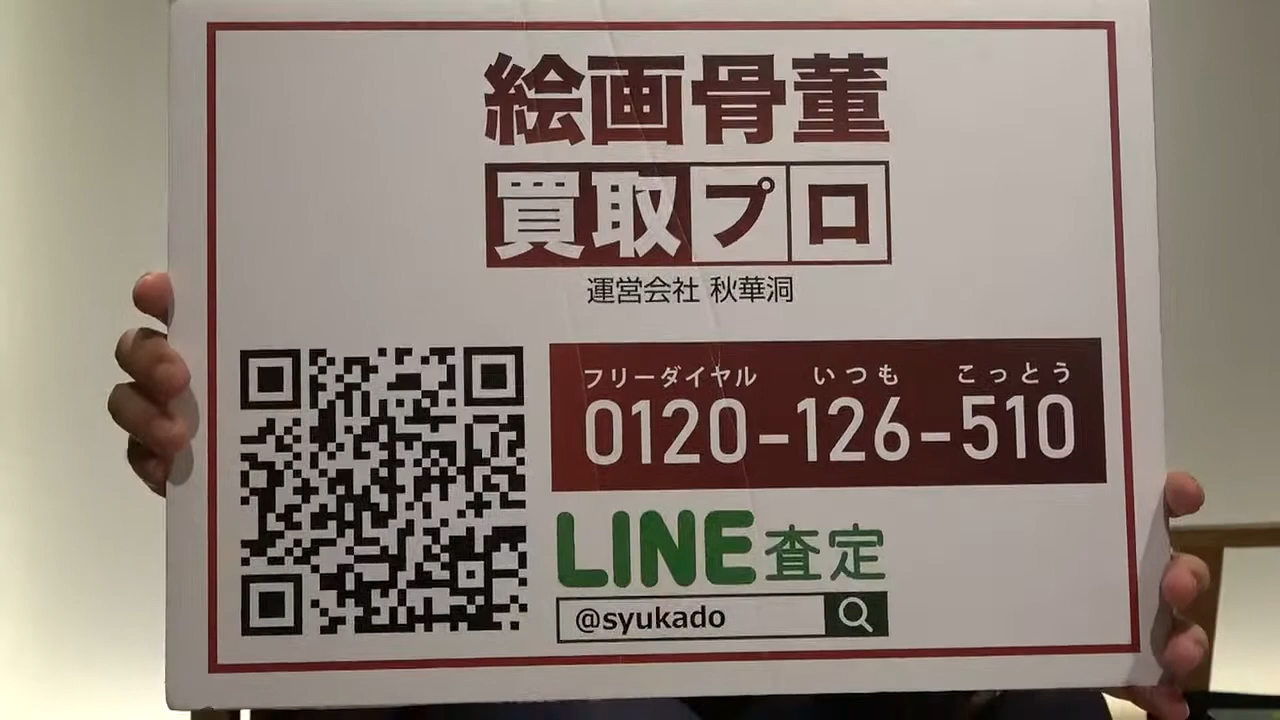 絵画骨董
買取プロ
運営会社 秋華洞
フリーダイヤル いつも こっとう
0120-126-510
LINE査定
@syukado